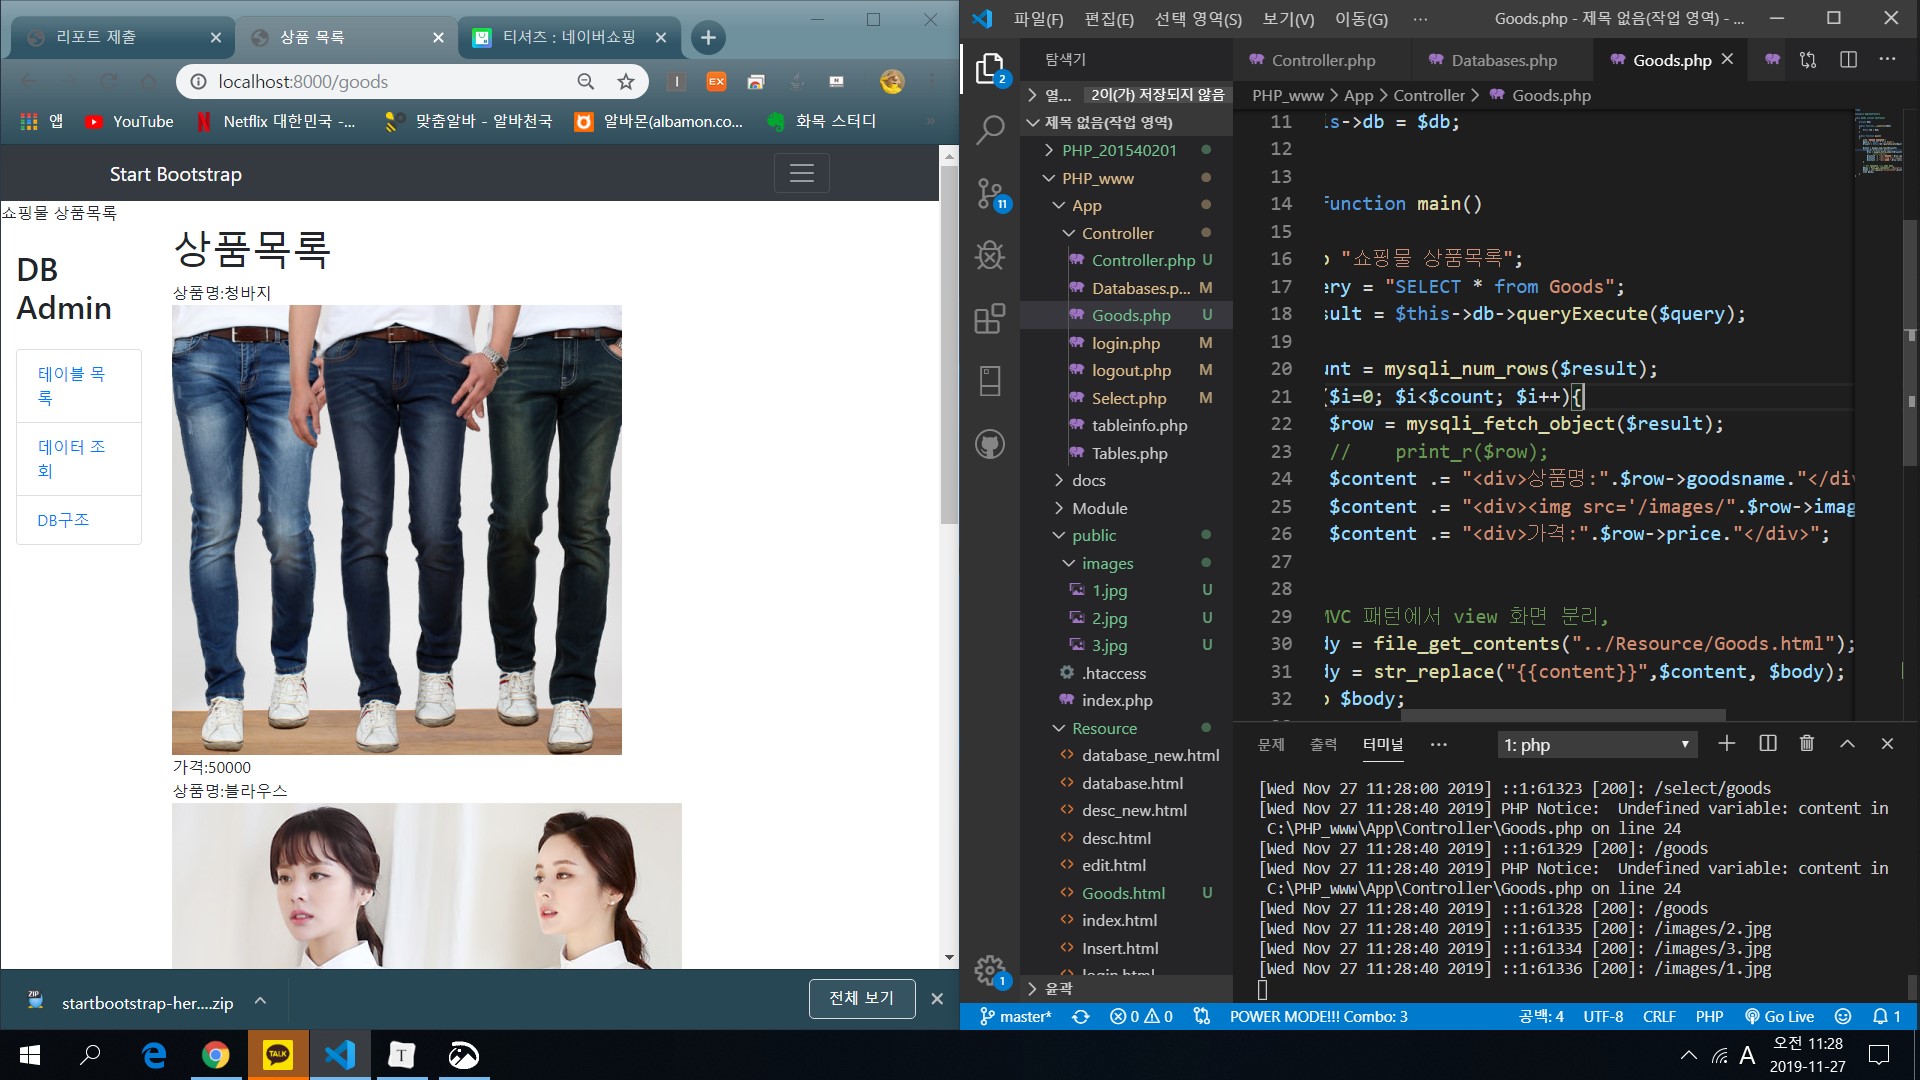 리포트 제출
상품 목록
티셔츠 : 네이버쇼핑
localhost:8000/goods
앱
YouTube
Netflix 대한민국 -...
맞춤알바 - 알바천국
알바몬(albamon.co...
화목 스터디
Start Bootstrap
쇼핑물 상품목록
DB
Admin
테이블 목
록
데이터 조
회
DB구조
상품목록
상품명:청바지
가격:50000
상품명:블라우스
startbootstrap-her....zip
전체 보기
파일(F) 편집(E) 선택 영역(S) 보기(V) 이동(G) ···
Goods.php - 제목 없음(작업 영역) - ...
탐색기
열... 2이(가) 저장되지 않음
제목 없음(작업 영역)
PHP_201540201
PHP_www
App
Controller
Controller.php U
Databases.p... M
Goods.php U
login.php M
logout.php M
Select.php M
tableinfo.php
Tables.php
docs
Module
public
images
1.jpg U
2.jpg U
3.jpg U
.htaccess
index.php
Resource
database_new.html
database.html
desc_new.html
desc.html
edit.html
Goods.html U
index.html
Insert.html
login.html
윤곽
2
11
1
Controller.php
Databases.php
Goods.php
PHP_www > App > Controller > Goods.php
11 is->db = $db;
12
13
14 function main()
15
16 o "쇼핑물 상품목록";
17 ery = "SELECT * from Goods";
18 sult = $this->db->queryExecute($query);
19
20 unt = mysqli_num_rows($result);
21 ($i=0; $i<$count; $i++){
22 $row = mysqli_fetch_object($result);
23 // print_r($row);
24 $content .= "<div>상품명:".$row->goodsname."</div
25 $content .= "<div><img src='/images/".$row->imag
26 $content .= "<div>가격:".$row->price."</div>";
27
28
29 MVC 패턴에서 view 화면 분리,
30 dy = file_get_contents("../Resource/Goods.html");
31 dy = str_replace("{{content}}",$content, $body);
32 o $body;
문제 출력 터미널 ··· 1: php
[Wed Nov 27 11:28:00 2019] ::1:61323 [200]: /select/goods
[Wed Nov 27 11:28:40 2019] PHP Notice:  Undefined variable: content in
C:\PHP_www\App\Controller\Goods.php on line 24
[Wed Nov 27 11:28:40 2019] ::1:61329 [200]: /goods
[Wed Nov 27 11:28:40 2019] PHP Notice:  Undefined variable: content in
C:\PHP_www\App\Controller\Goods.php on line 24
[Wed Nov 27 11:28:40 2019] ::1:61328 [200]: /goods
[Wed Nov 27 11:28:40 2019] ::1:61335 [200]: /images/2.jpg
[Wed Nov 27 11:28:40 2019] ::1:61334 [200]: /images/3.jpg
[Wed Nov 27 11:28:40 2019] ::1:61336 [200]: /images/1.jpg
master* 0 0 POWER MODE!!! Combo: 3 공백: 4 UTF-8 CRLF PHP Go Live 1
TALK
T
A
오전 11:28
2019-11-27